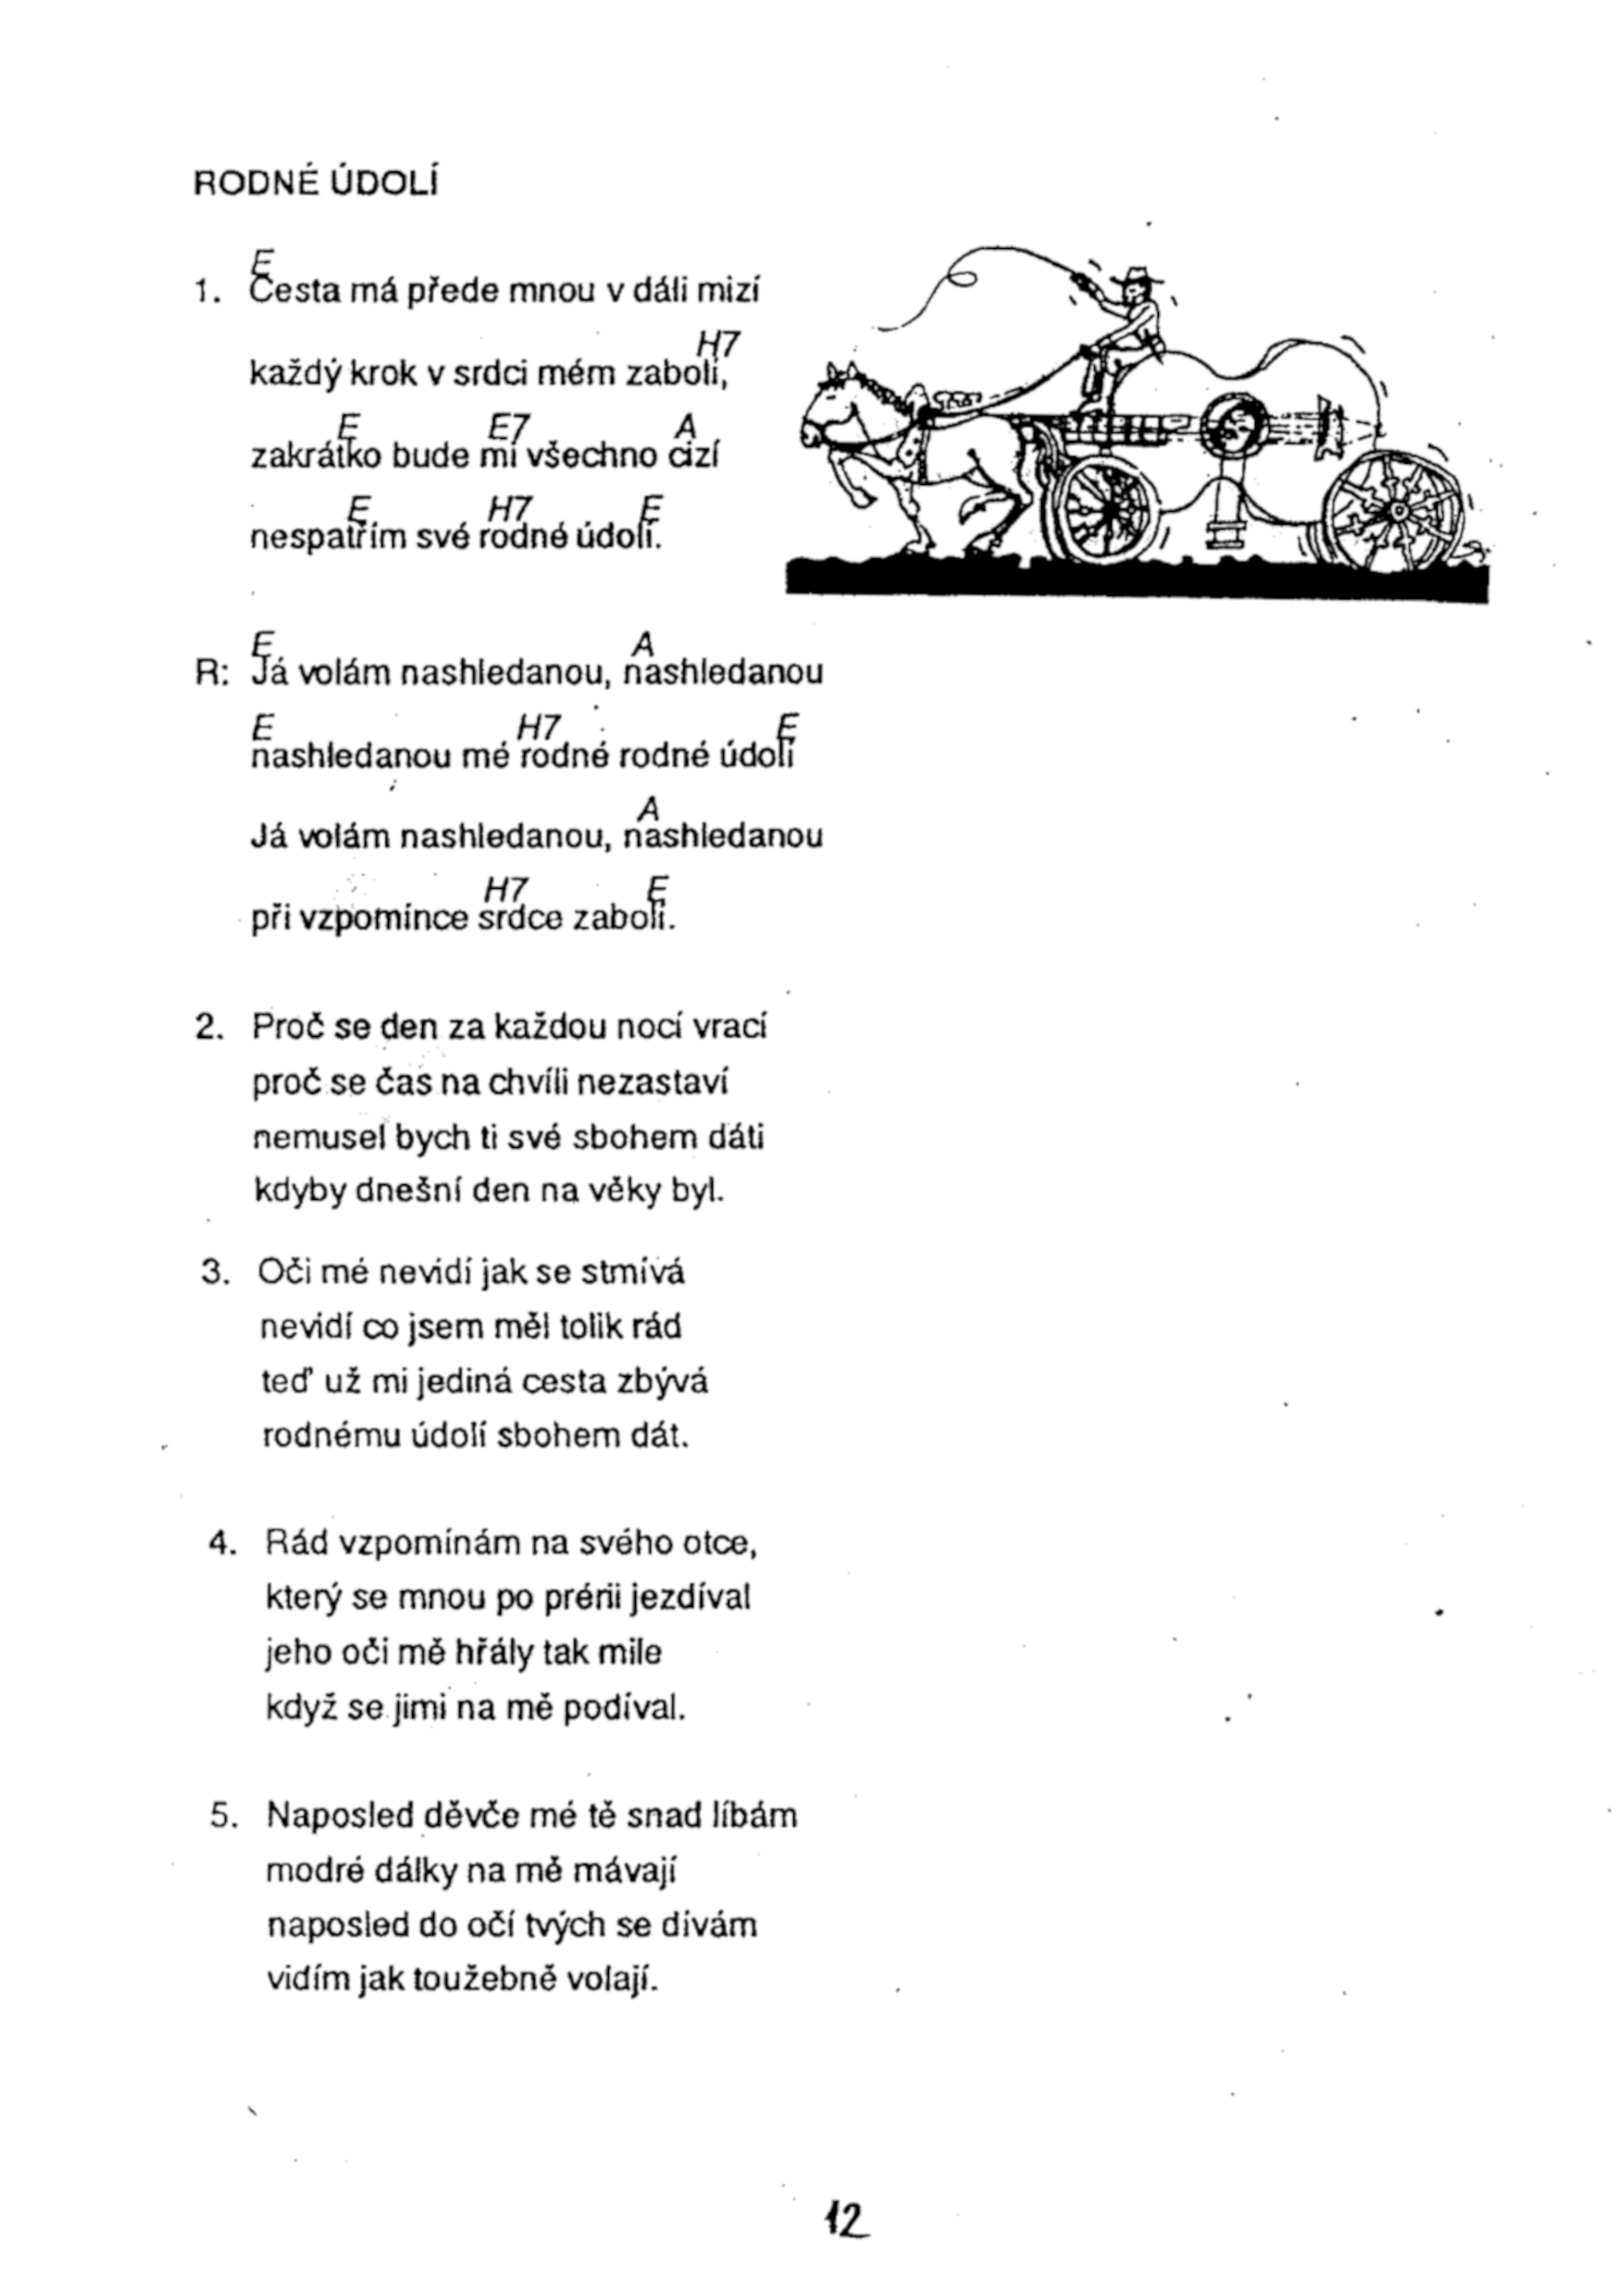 RODNÉ ÚDOLÍ
E
1. Cesta má přede mnou v dáli mizí
H7
každý krok v srdci mém zabolí,
E E7 A
zakrátko bude mi všechno cizí
E H7 E
nespatřím své rodné údolí.
E A
R: Já volám nashledanou, nashledanou
E H7 E
nashledanou mé rodné rodné údolí
A
Já volám nashledanou, nashledanou
H7 E
při vzpomínce srdce zabolí.
2. Proč se den za každou nocí vrací
proč se čas na chvíli nezastaví
nemusel bych ti své sbohem dáti
kdyby dnešní den na věky byl.
3. Oči mé nevidí jak se stmívá
nevidí co jsem měl tolik rád
teď už mi jediná cesta zbývá
rodnému údolí sbohem dát.
4. Rád vzpomínám na svého otce,
který se mnou po prérii jezdíval
jeho oči mě hřály tak mile
když se jimi na mě podíval.
5. Naposled děvče mé tě snad líbám
modré dálky na mě mávají
naposled do očí tvých se dívám
vidím jak toužebně volají.
12